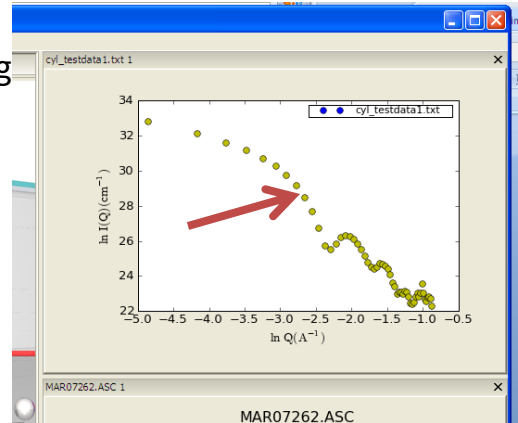 g
cyl_testdata1.txt 1
34
32
30
28
26
24
22
ln I(Q)(cm⁻¹)
cyl_testdata1.txt
−5.0 −4.5 −4.0 −3.5 −3.0 −2.5 −2.0 −1.5 −1.0 −0.5
ln Q(A⁻¹)
MAR07262.ASC 1
MAR07262.ASC